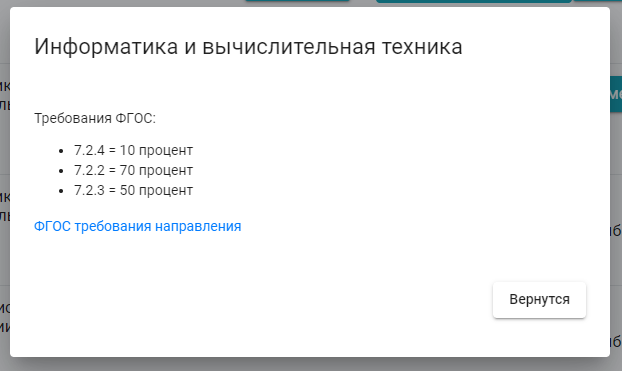 Информатика и вычислительная техника
Требования ФГОС:
7.2.4 = 10 процент
7.2.2 = 70 процент
7.2.3 = 50 процент
ФГОС требования направления
Вернутся